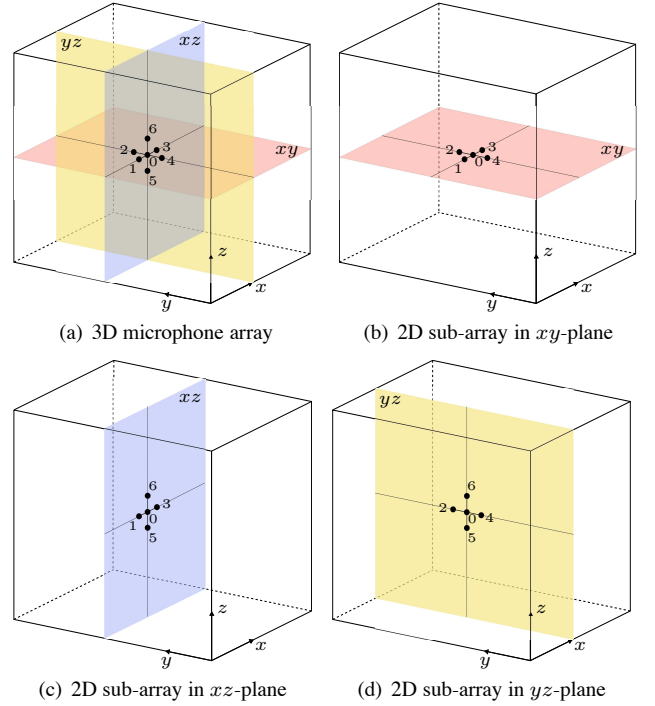 yz
xz
6
2
3
xy
1
0
4
5
z
x
y
(a) 3D microphone array
2
3
xy
1
0
4
z
x
y
(b) 2D sub-array in xy-plane
xz
6
3
1
0
5
z
x
y
(c) 2D sub-array in xz-plane
yz
6
2
0
4
5
z
x
y
(d) 2D sub-array in yz-plane